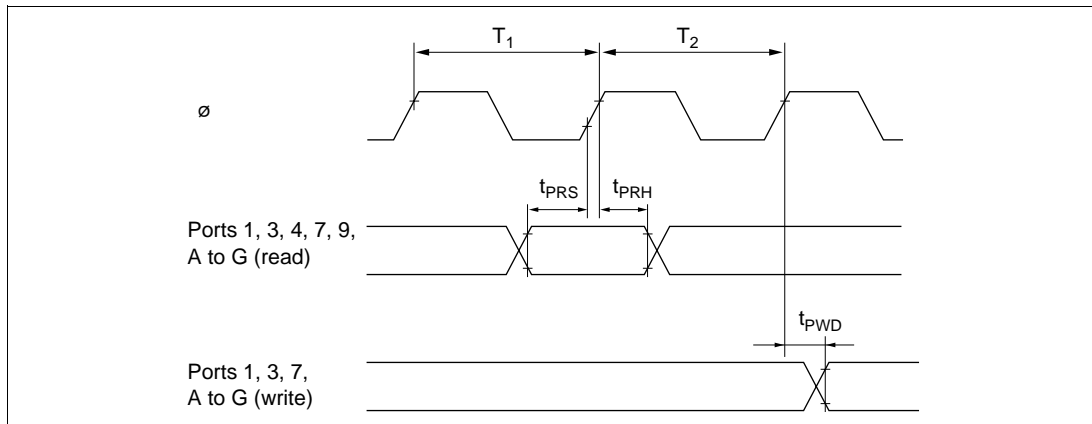 T1 T2
ø
tPRS tPRH
Ports 1, 3, 4, 7, 9,
A to G (read)
tPWD
Ports 1, 3, 7,
A to G (write)